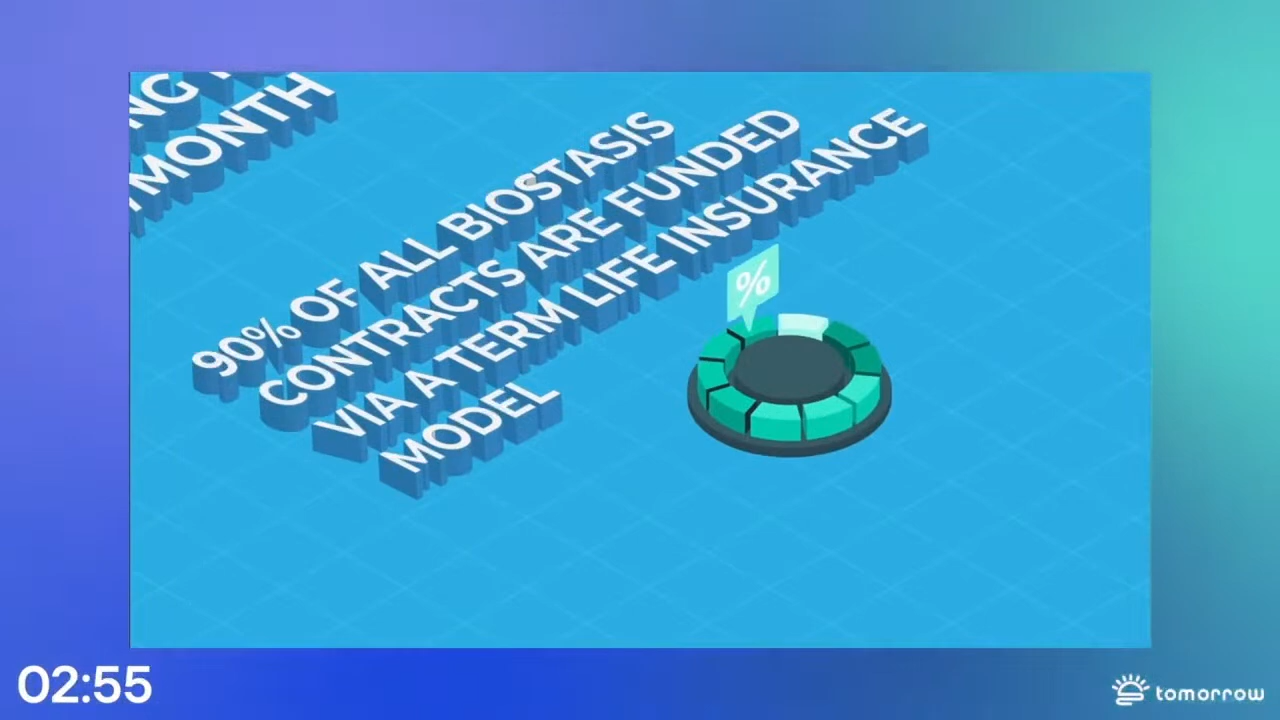 MONTH
90% OF ALL BIOSTASIS
CONTRACTS ARE FUNDED
VIA A TERM LIFE INSURANCE
MODEL
%
02:55
tomorrow